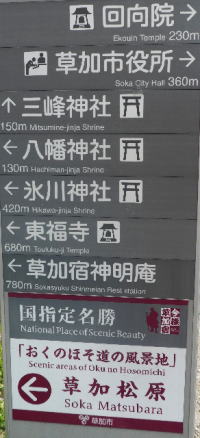 回向院 →
Ekouin Temple 230m
草加市役所 →
Soka City Hall 360m
↑ 三峰神社
150m Mitsumine-jinja Shrine
← 八幡神社
130m Hachiman-jinja Shrine
← 氷川神社
420m Hikawa-jinja Shrine
← 東福寺
680m Toufuku-ji Temple
← 草加宿神明庵
780m Sokasyuku Shinmeian Rest station
国指定名勝
National Place of Scenic Beauty
「おくのほそ道の風景地」
Scenic areas of Oku no Hosomichi
← 草加松原
Soka Matsubara
草加市